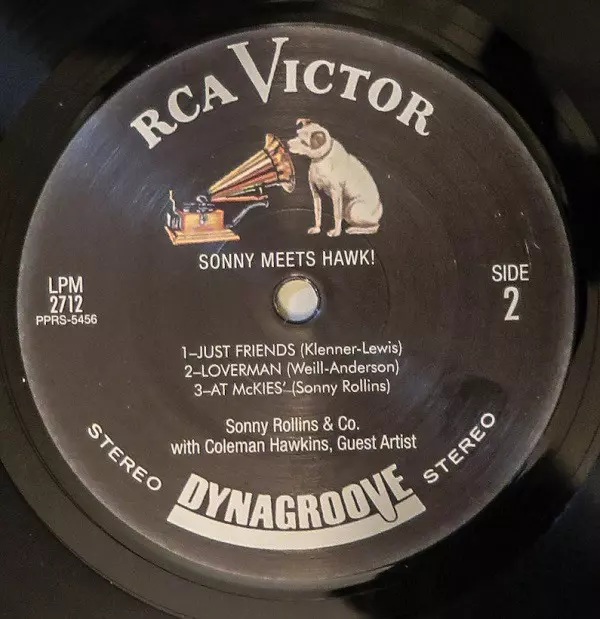 RCA VICTOR
SONNY MEETS HAWK!
LPM
2712
PPRS-5456
SIDE
2
1–JUST FRIENDS (Klenner-Lewis)
2–LOVERMAN (Weill-Anderson)
3–AT McKIES’ (Sonny Rollins)
Sonny Rollins & Co.
with Coleman Hawkins, Guest Artist
STEREO
DYNAGROOVE
STEREO